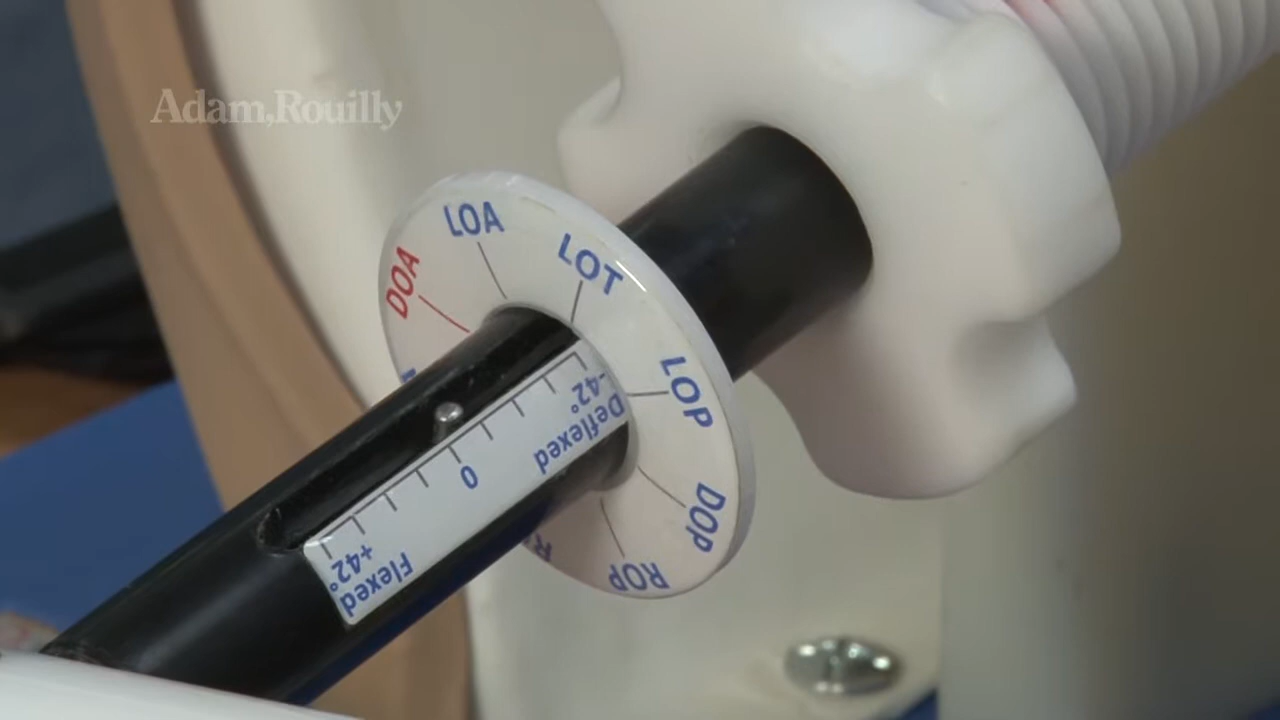 Adam,Rouilly
LOA
LOT
DOA
LOP
DOP
ROP
-42°
Deflexed
0
+42°
Flexed